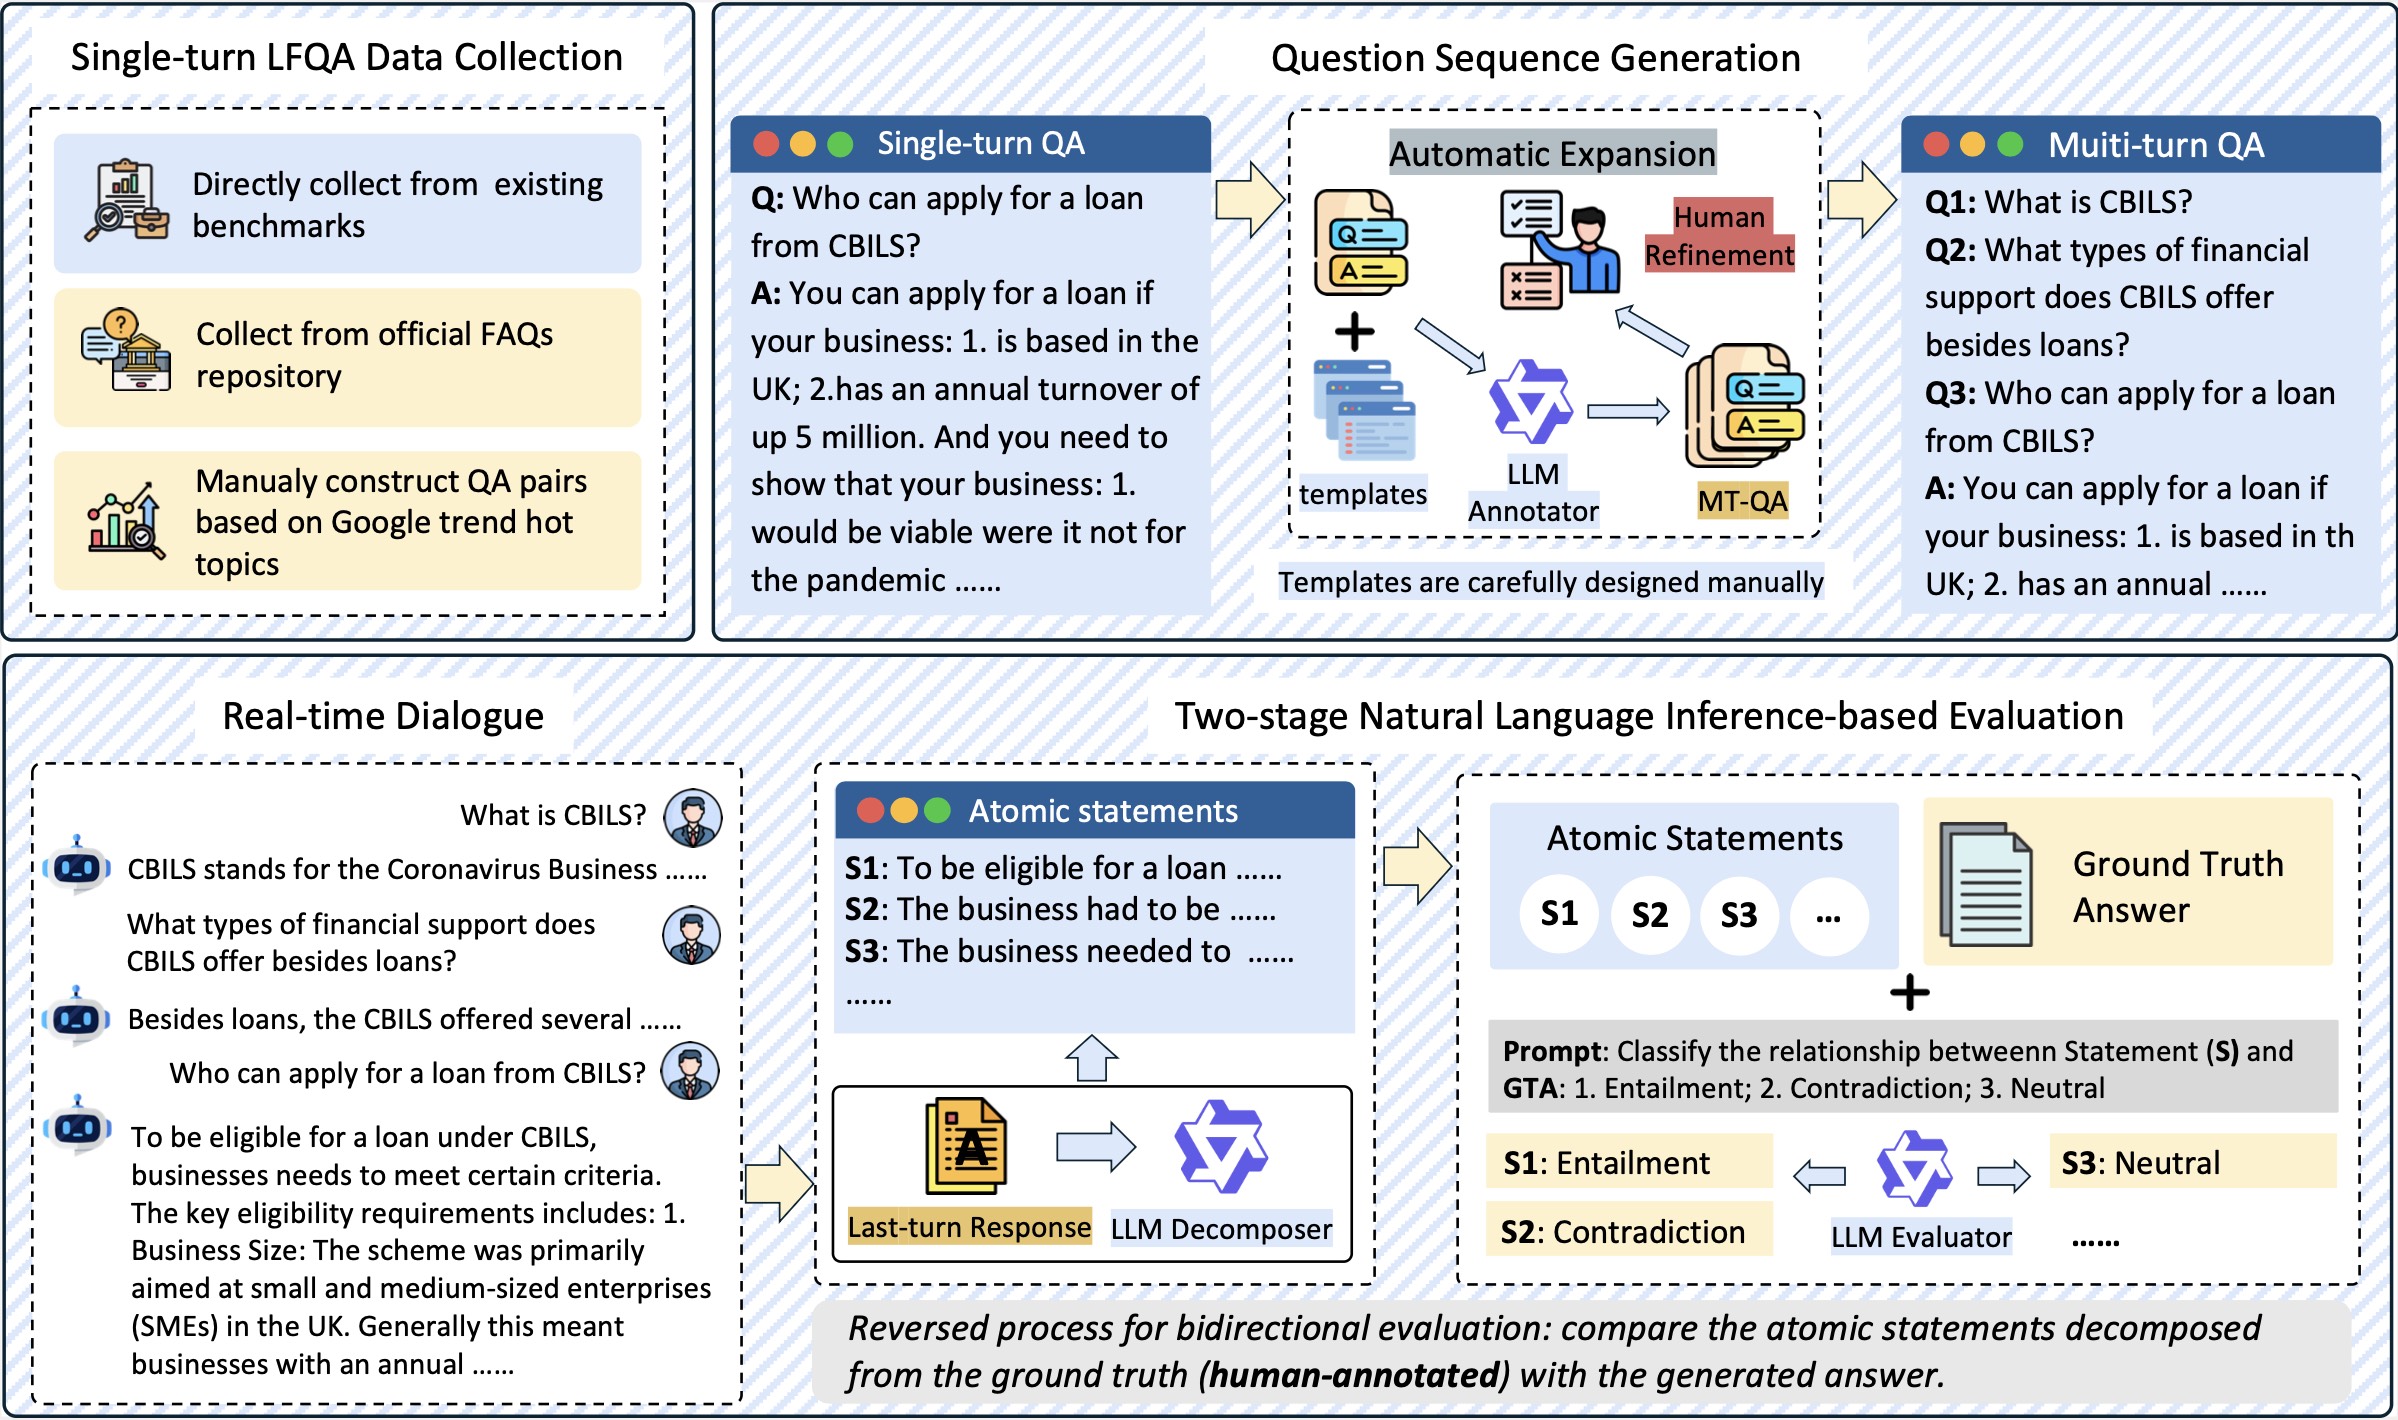 Single-turn LFQA Data Collection
Directly collect from existing
benchmarks
Collect from official FAQs
repository
Manualy construct QA pairs
based on Google trend hot
topics
Question Sequence Generation
Single-turn QA
Q: Who can apply for a loan
from CBILS?
A: You can apply for a loan if
your business: 1. is based in the
UK; 2.has an annual turnover of
up 5 million. And you need to
show that your business: 1.
would be viable were it not for
the pandemic ......
Automatic Expansion
Q
A
Human
Refinement
templates
LLM
Annotator
Q
A
MT-QA
Templates are carefully designed manually
Muiti-turn QA
Q1: What is CBILS?
Q2: What types of financial
support does CBILS offer
besides loans?
Q3: Who can apply for a loan
from CBILS?
A: You can apply for a loan if
your business: 1. is based in th
UK; 2. has an annual ......
Real-time Dialogue
What is CBILS?
CBILS stands for the Coronavirus Business ......
What types of financial support does
CBILS offer besides loans?
Besides loans, the CBILS offered several ......
Who can apply for a loan from CBILS?
To be eligible for a loan under CBILS,
businesses needs to meet certain criteria.
The key eligibility requirements includes: 1.
Business Size: The scheme was primarily
aimed at small and medium-sized enterprises
(SMEs) in the UK. Generally this meant
businesses with an annual ......
Two-stage Natural Language Inference-based Evaluation
Atomic statements
S1: To be eligible for a loan ......
S2: The business had to be ......
S3: The business needed to ......
......
A
Last-turn Response
LLM Decomposer
Atomic Statements
S1 S2 S3 ...
Ground Truth
Answer
Prompt: Classify the relationship betweenn Statement (S) and
GTA: 1. Entailment; 2. Contradiction; 3. Neutral
S1: Entailment
S2: Contradiction
LLM Evaluator
S3: Neutral
......
Reversed process for bidirectional evaluation: compare the atomic statements decomposed
from the ground truth (human-annotated) with the generated answer.